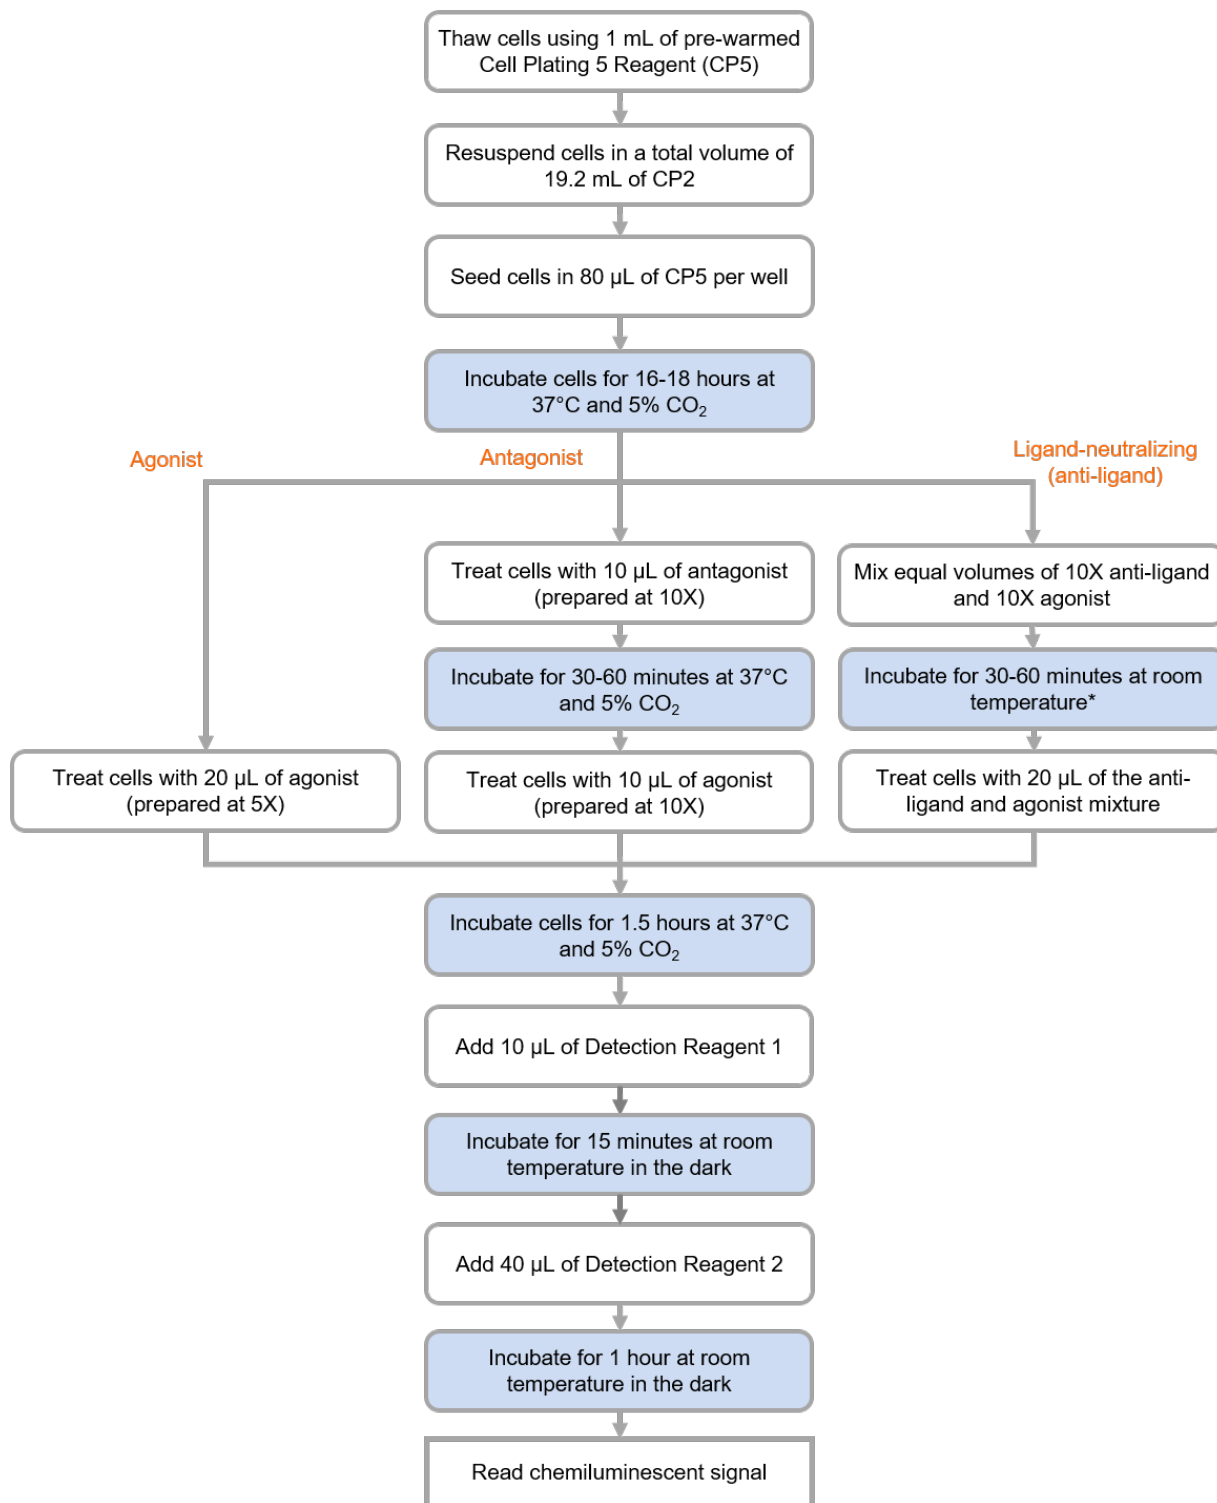 Thaw cells using 1 mL of pre-warmed
Cell Plating 5 Reagent (CP5)
Resuspend cells in a total volume of
19.2 mL of CP2
Seed cells in 80 µL of CP5 per well
Incubate cells for 16-18 hours at
37°C and 5% CO₂
Agonist
Antagonist
Ligand-neutralizing
(anti-ligand)
Treat cells with 10 µL of antagonist
(prepared at 10X)
Mix equal volumes of 10X anti-ligand
and 10X agonist
Incubate for 30-60 minutes at 37°C
and 5% CO₂
Incubate for 30-60 minutes at room
temperature*
Treat cells with 20 µL of agonist
(prepared at 5X)
Treat cells with 10 µL of agonist
(prepared at 10X)
Treat cells with 20 µL of the anti-
ligand and agonist mixture
Incubate cells for 1.5 hours at 37°C
and 5% CO₂
Add 10 µL of Detection Reagent 1
Incubate for 15 minutes at room
temperature in the dark
Add 40 µL of Detection Reagent 2
Incubate for 1 hour at room
temperature in the dark
Read chemiluminescent signal